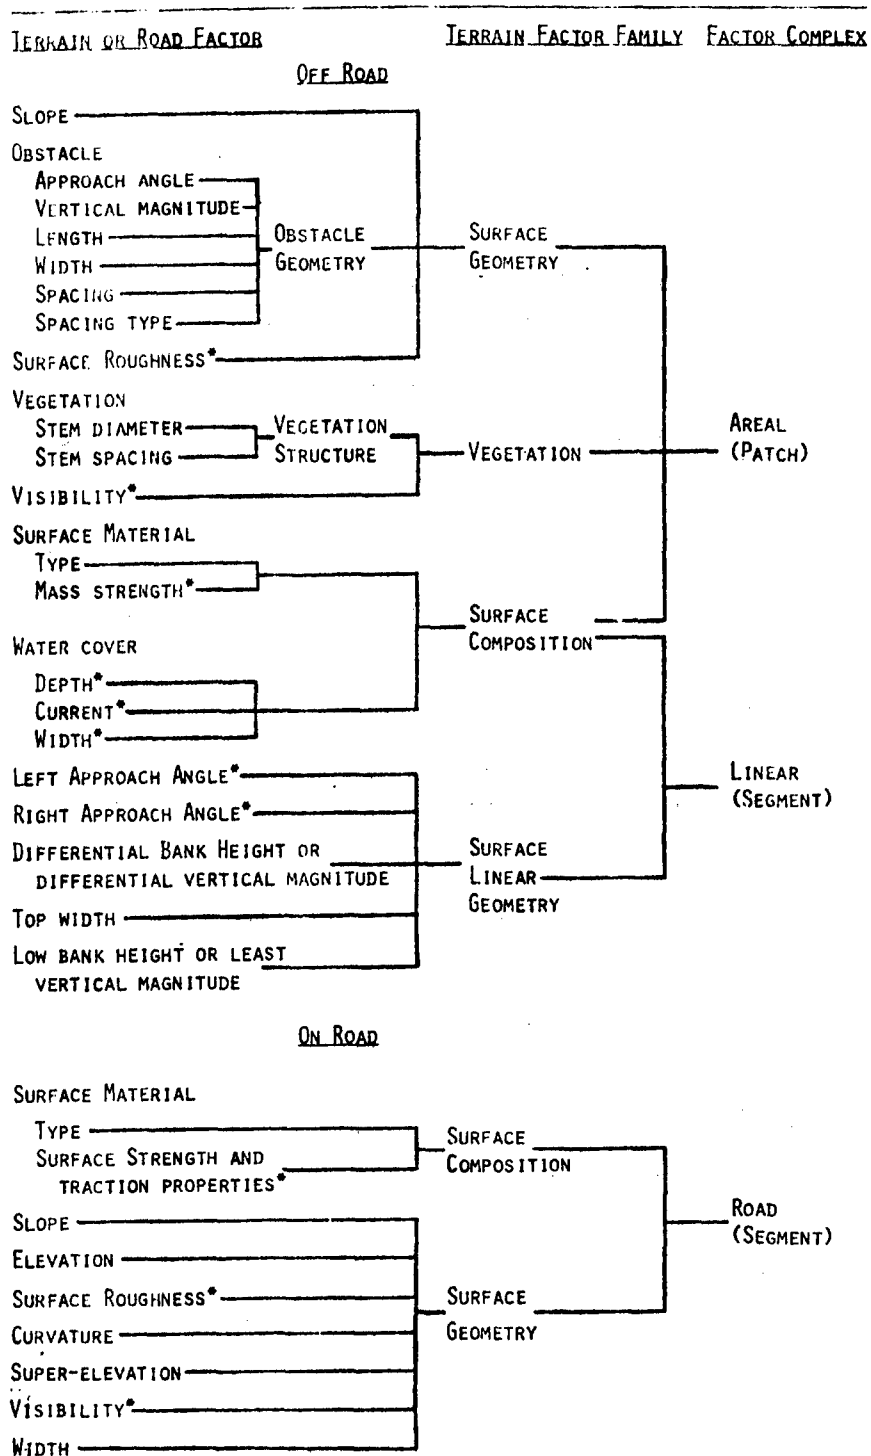 TERRAIN OR ROAD FACTOR TERRAIN FACTOR FAMILY FACTOR COMPLEX
OFF ROAD
SLOPE
OBSTACLE
APPROACH ANGLE
VERTICAL MAGNITUDE
LENGTH
WIDTH
SPACING
SPACING TYPE
OBSTACLE
GEOMETRY
SURFACE
GEOMETRY
SURFACE ROUGHNESS*
VEGETATION
STEM DIAMETER
STEM SPACING
VEGETATION
STRUCTURE
VEGETATION
AREAL
(PATCH)
VISIBILITY*
SURFACE MATERIAL
TYPE
MASS STRENGTH*
SURFACE
COMPOSITION
WATER COVER
DEPTH*
CURRENT*
WIDTH*
LEFT APPROACH ANGLE*
RIGHT APPROACH ANGLE*
LINEAR
(SEGMENT)
DIFFERENTIAL BANK HEIGHT OR
DIFFERENTIAL VERTICAL MAGNITUDE
SURFACE
LINEAR
GEOMETRY
TOP WIDTH
LOW BANK HEIGHT OR LEAST
VERTICAL MAGNITUDE
ON ROAD
SURFACE MATERIAL
TYPE
SURFACE STRENGTH AND
TRACTION PROPERTIES*
SURFACE
COMPOSITION
ROAD
(SEGMENT)
SLOPE
ELEVATION
SURFACE ROUGHNESS*
CURVATURE
SUPER-ELEVATION
VISIBILITY*
WIDTH
SURFACE
GEOMETRY